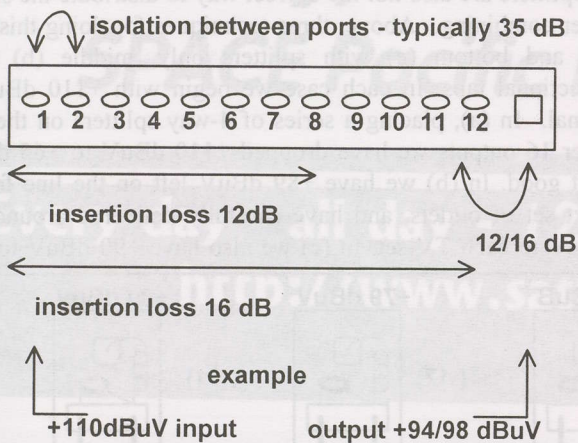 isolation between ports - typically 35 dB
1 2 3 4 5 6 7 8 9 10 11 12
insertion loss 12dB
12/16 dB
insertion loss 16 dB
example
+110dBuV input
output +94/98 dBuV